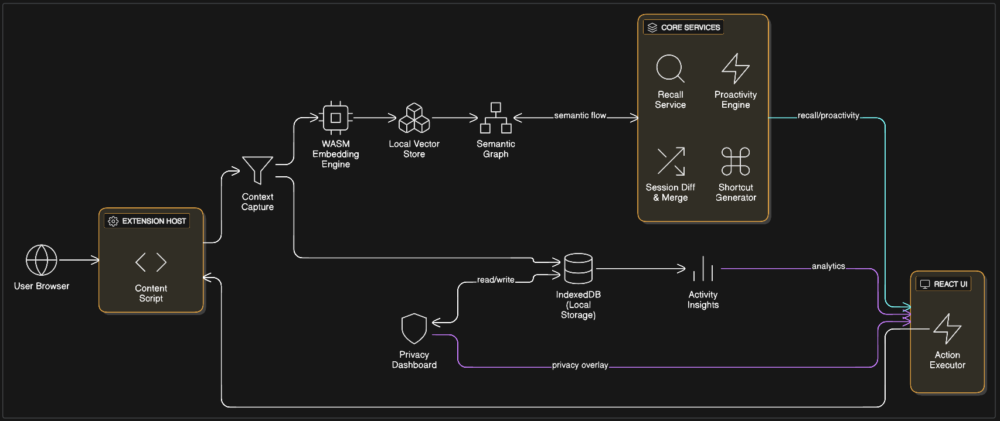 CORE SERVICES
Recall
Service
Proactivity
Engine
semantic flow
recall/proactivity
WASM
Embedding
Engine
Local Vector
Store
Semantic
Graph
Session Diff
& Merge
Shortcut
Generator
Context
Capture
EXTENSION HOST
Content
Script
User Browser
read/write
IndexedDB
(Local
Storage)
Activity
Insights
analytics
REACT UI
Action
Executor
Privacy
Dashboard
privacy overlay